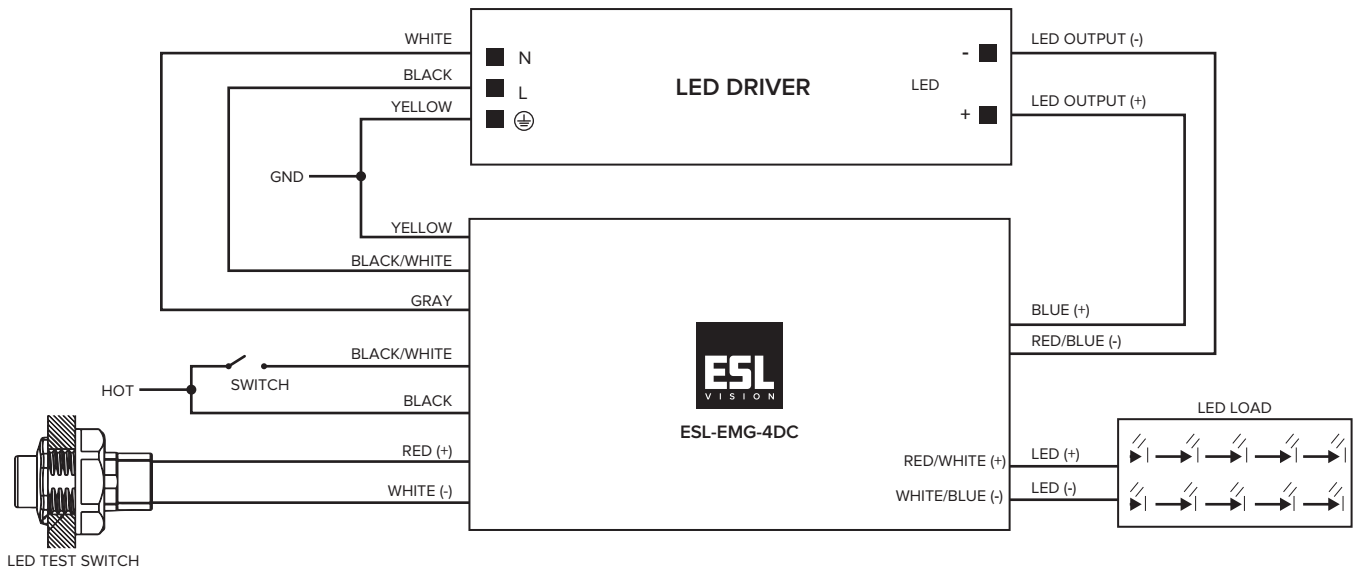 WHITE
BLACK
YELLOW
GND
YELLOW
BLACK/WHITE
GRAY
BLACK/WHITE
SWITCH
HOT
BLACK
RED (+)
WHITE (-)
LED TEST SWITCH
N
L
LED DRIVER
LED
-
+
LED OUTPUT (-)
LED OUTPUT (+)
ESL
VISION
ESL-EMG-4DC
BLUE (+)
RED/BLUE (-)
RED/WHITE (+)
WHITE/BLUE (-)
LED (+)
LED (-)
LED LOAD